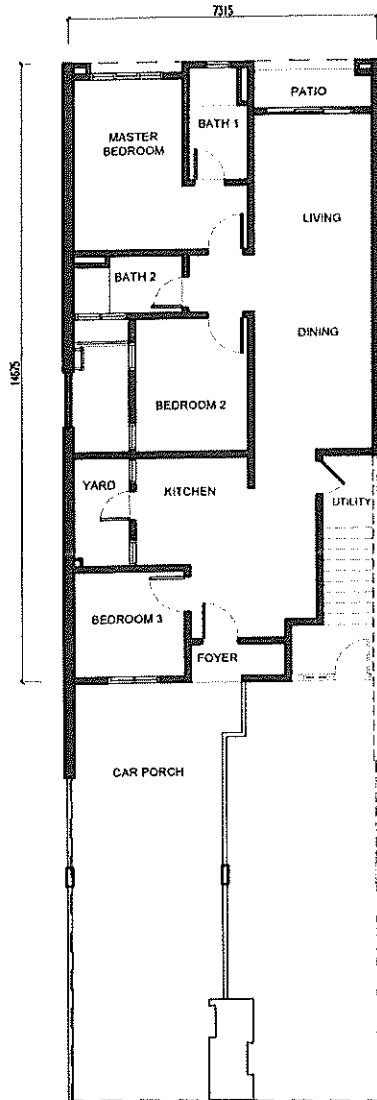 7315
PATIO
BATH 1
MASTER
BEDROOM
LIVING
BATH 2
DINING
14675
BEDROOM 2
YARD
KITCHEN
UTILITY
BEDROOM 3
FOYER
CAR PORCH